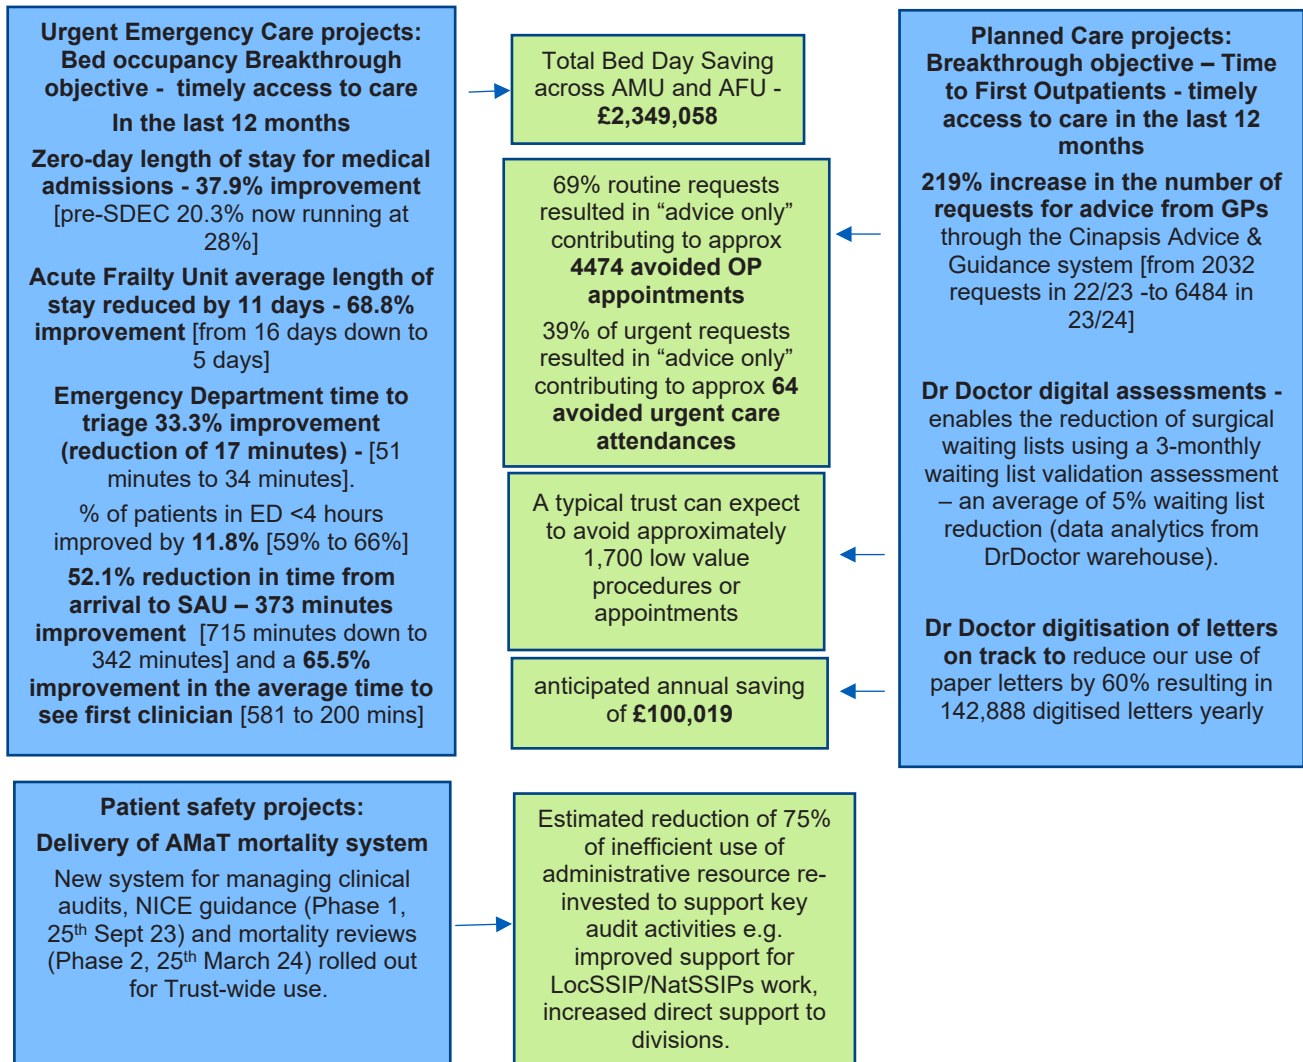 Urgent Emergency Care projects:
Bed occupancy Breakthrough
objective -  timely access to care
In the last 12 months
Zero-day length of stay for medical
admissions - 37.9% improvement
[pre-SDEC 20.3% now running at
28%]
Acute Frailty Unit average length of
stay reduced by 11 days - 68.8%
improvement [from 16 days down to
5 days]
Emergency Department time to
triage 33.3% improvement
(reduction of 17 minutes) - [51
minutes to 34 minutes].
% of patients in ED <4 hours
improved by 11.8% [59% to 66%]
52.1% reduction in time from
arrival to SAU – 373 minutes
improvement  [715 minutes down to
342 minutes] and a 65.5%
improvement in the average time to
see first clinician [581 to 200 mins]
Total Bed Day Saving
across AMU and AFU -
£2,349,058
69% routine requests
resulted in “advice only”
contributing to approx
4474 avoided OP
appointments
39% of urgent requests
resulted in “advice only”
contributing to approx 64
avoided urgent care
attendances
A typical trust can expect
to avoid approximately
1,700 low value
procedures or
appointments
anticipated annual saving
of £100,019
Planned Care projects:
Breakthrough objective – Time
to First Outpatients - timely
access to care in the last 12
months
219% increase in the number of
requests for advice from GPs
through the Cinapsis Advice &
Guidance system [from 2032
requests in 22/23 -to 6484 in
23/24]
Dr Doctor digital assessments -
enables the reduction of surgical
waiting lists using a 3-monthly
waiting list validation assessment
– an average of 5% waiting list
reduction (data analytics from
DrDoctor warehouse).
Dr Doctor digitisation of letters
on track to reduce our use of
paper letters by 60% resulting in
142,888 digitised letters yearly
Patient safety projects:
Delivery of AMaT mortality system
New system for managing clinical
audits, NICE guidance (Phase 1,
25th Sept 23) and mortality reviews
(Phase 2, 25th March 24) rolled out
for Trust-wide use.
Estimated reduction of 75%
of inefficient use of
administrative resource re-
invested to support key
audit activities e.g.
improved support for
LocSSIP/NatSSIPs work,
increased direct support to
divisions.